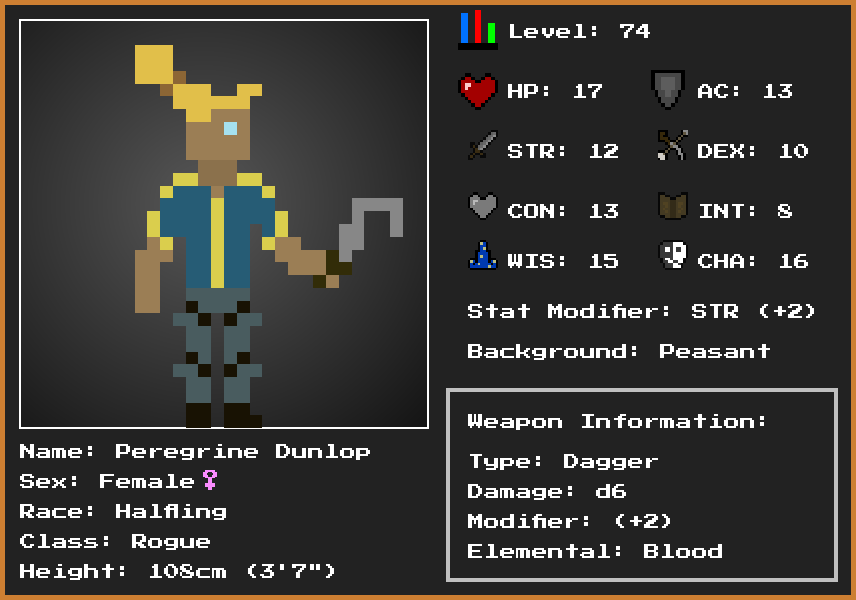 Level: 74
HP: 17 AC: 13
STR: 12 DEX: 10
CON: 13 INT: 8
WIS: 15 CHA: 16
Stat Modifier: STR (+2)
Background: Peasant
Weapon Information:
Type: Dagger
Damage: d6
Modifier: (+2)
Elemental: Blood
Name: Peregrine Dunlop
Sex: Female♀
Race: Halfling
Class: Rogue
Height: 108cm (3'7")